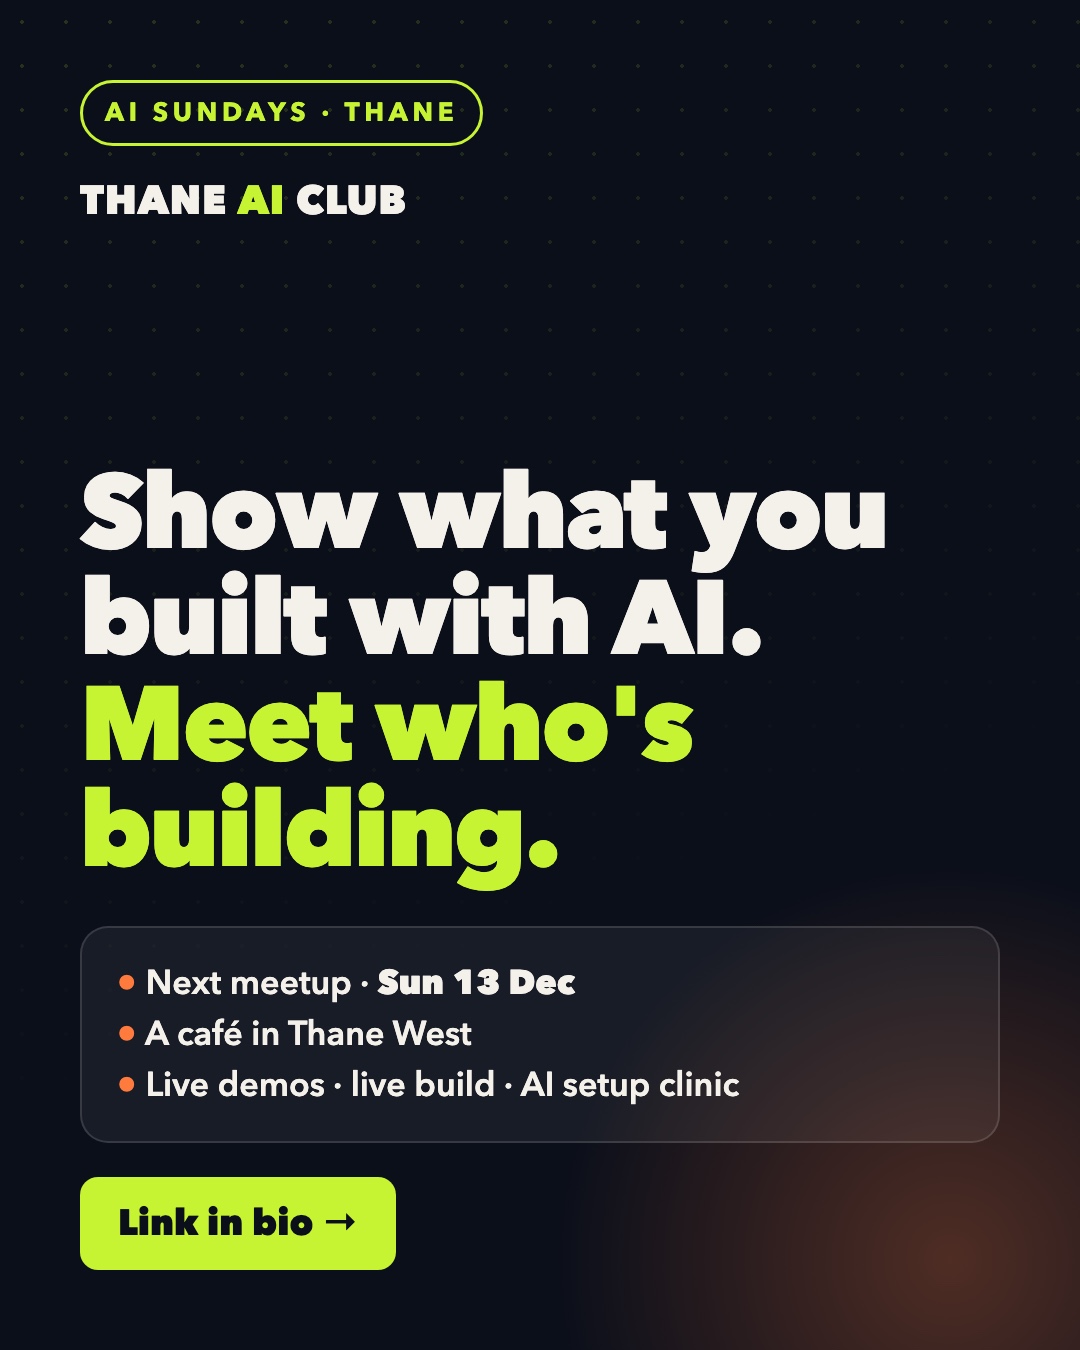 AI SUNDAYS · THANE
THANE AI CLUB
Show what you
built with AI.
Meet who's
building.
Next meetup · Sun 13 Dec
A café in Thane West
Live demos · live build · AI setup clinic
Link in bio →